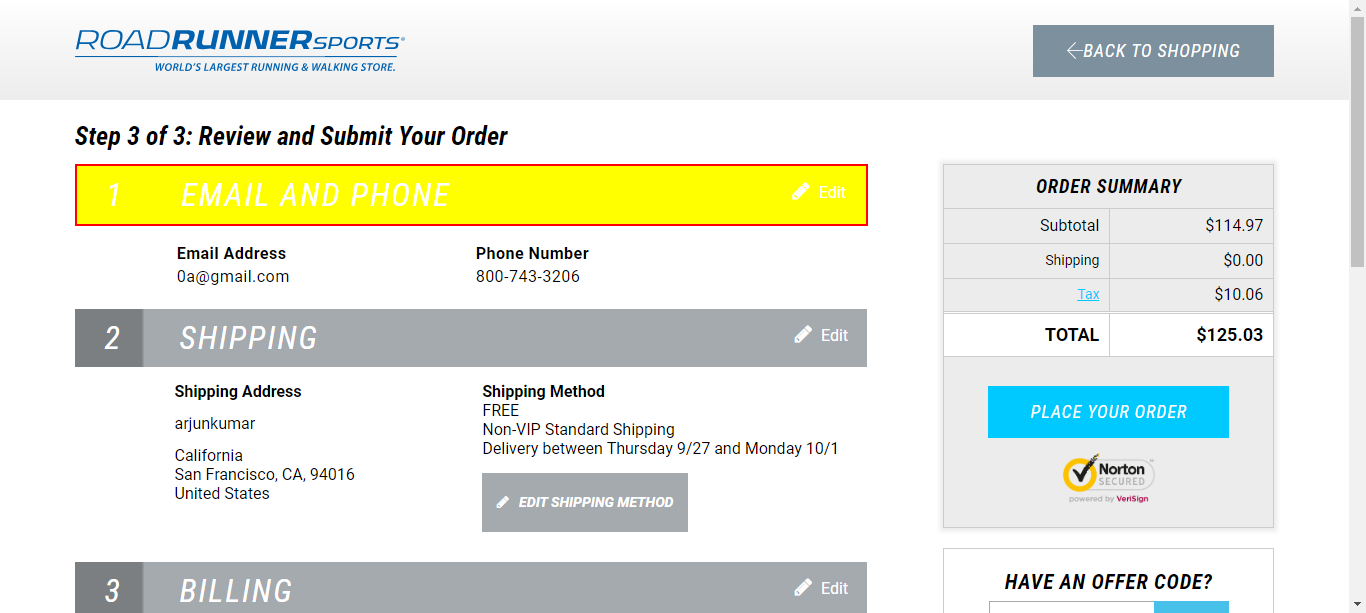 ROADRUNNERSPORTS®
WORLD'S LARGEST RUNNING & WALKING STORE.
BACK TO SHOPPING
Step 3 of 3: Review and Submit Your Order
1 EMAIL AND PHONE Edit
Email Address Phone Number
0a@gmail.com 800-743-3206
2 SHIPPING Edit
Shipping Address Shipping Method
FREE
arjunkumar
Non-VIP Standard Shipping
Delivery between Thursday 9/27 and Monday 10/1
California
San Francisco, CA, 94016
United States
EDIT SHIPPING METHOD
3 BILLING Edit
ORDER SUMMARY
Subtotal $114.97
Shipping $0.00
Tax $10.06
TOTAL $125.03
PLACE YOUR ORDER
Norton
SECURED
powered by VeriSign
HAVE AN OFFER CODE?